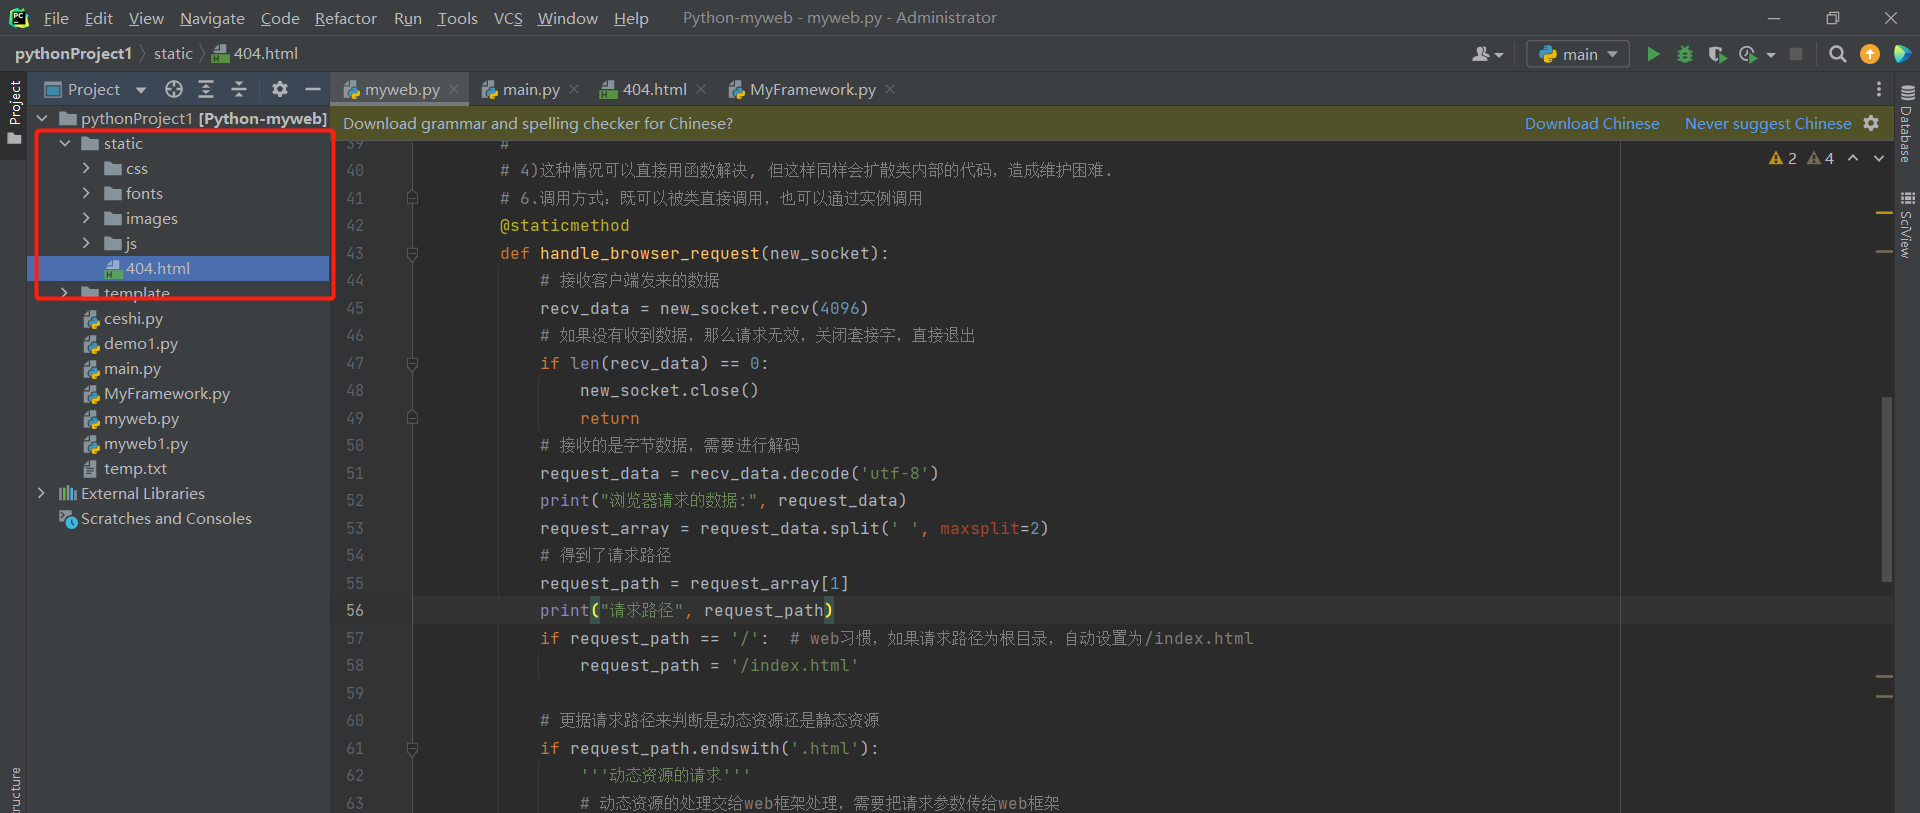 File Edit View Navigate Code Refactor Run Tools VCS Window Help Python-myweb - myweb.py - Administrator
pythonProject1 static 404.html main
Project myweb.py main.py 404.html MyFramework.py
Project
pythonProject1 [Python-myweb]
static
css
fonts
images
js
404.html
template
ceshi.py
demo1.py
main.py
MyFramework.py
myweb.py
myweb1.py
temp.txt
External Libraries
Scratches and Consoles
Download grammar and spelling checker for Chinese? Download Chinese Never suggest Chinese
2 4
39 #
40 # 4)这种情况可以直接用函数解决, 但这样同样会扩散类内部的代码，造成维护困难.
41 # 6.调用方式：既可以被类直接调用，也可以通过实例调用
42 @staticmethod
43 def handle_browser_request(new_socket):
44 # 接收客户端发来的数据
45 recv_data = new_socket.recv(4096)
46 # 如果没有收到数据，那么请求无效，关闭套接字，直接退出
47 if len(recv_data) == 0:
48 new_socket.close()
49 return
50 # 接收的是字节数据，需要进行解码
51 request_data = recv_data.decode('utf-8')
52 print("浏览器请求的数据:", request_data)
53 request_array = request_data.split(' ', maxsplit=2)
54 # 得到了请求路径
55 request_path = request_array[1]
56 print("请求路径", request_path)
57 if request_path == '/': # web习惯，如果请求路径为根目录，自动设置为/index.html
58 request_path = '/index.html'
59
60 # 更据请求路径来判断是动态资源还是静态资源
61 if request_path.endswith('.html'):
62 '''动态资源的请求'''
63 # 动态资源的处理交给web框架处理，需要把请求参数传给web框架
Database
SciView
ructure